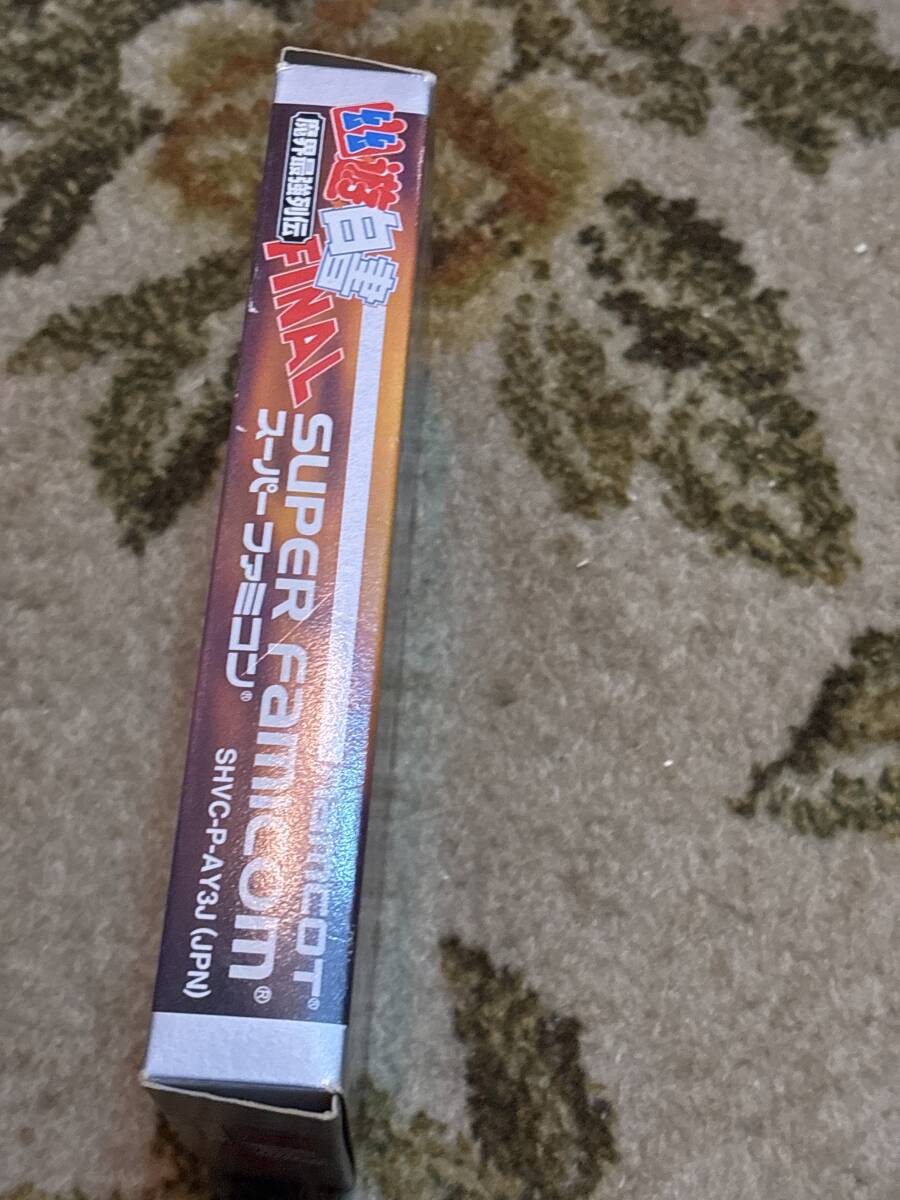 幽遊白書
魔界最強列伝
FINAL
SUPER Famicom®
スーパーファミコン®
SHVC-P-AY3J (JPN)
namcot®